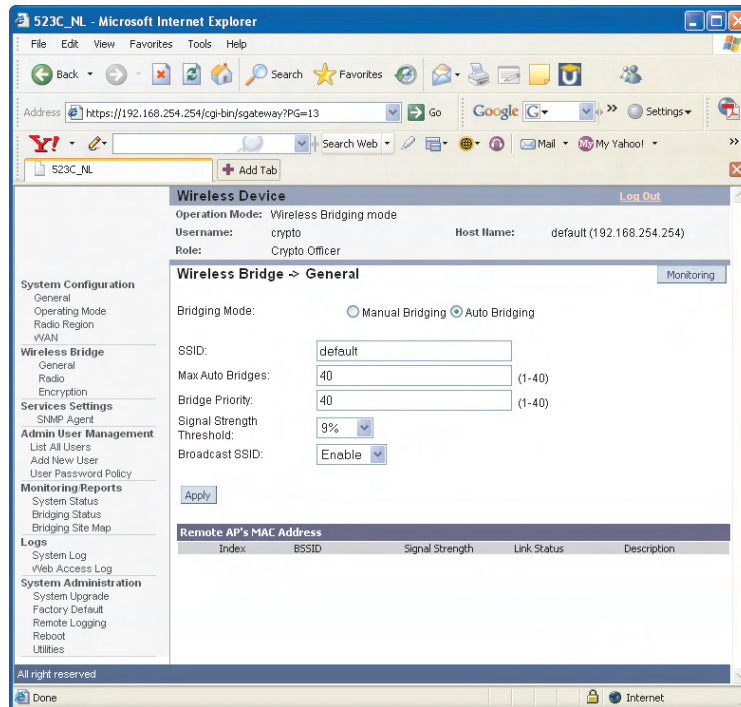 523C_NL - Microsoft Internet Explorer
File Edit View Favorites Tools Help
Back Search Favorites
Address https://192.168.254.254/cgi-bin/sgateway?PG=13 Go Google G Settings
Y! Search Web Mail My My Yahoo!
523C_NL Add Tab
Wireless Device Log Out
Operation Mode: Wireless Bridging mode
Username: crypto Host Name: default (192.168.254.254)
Role: Crypto Officer
Wireless Bridge -> General Monitoring
System Configuration
General
Operating Mode
Radio Region
WAN
Wireless Bridge
General
Radio
Encryption
Services Settings
SNMP Agent
Admin User Management
List All Users
Add New User
User Password Policy
Monitoring/Reports
System Status
Bridging Status
Bridging Site Map
Logs
System Log
Web Access Log
System Administration
System Upgrade
Factory Default
Remote Logging
Reboot
Utilities
Bridging Mode: Manual Bridging Auto Bridging
SSID: default
Max Auto Bridges: 40 (1-40)
Bridge Priority: 40 (1-40)
Signal Strength
Threshold: 9%
Broadcast SSID: Enable
Apply
Remote AP's MAC Address
Index BSSID Signal Strength Link Status Description
All right reserved
Done Internet